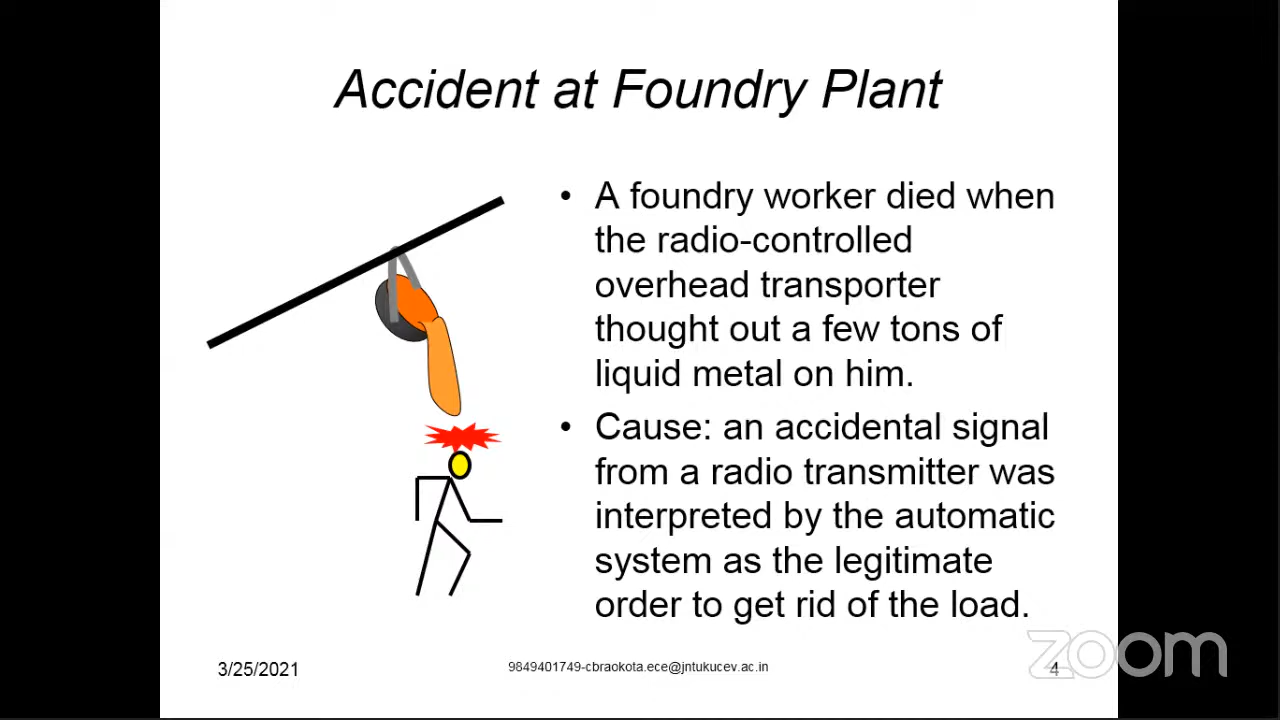 Accident at Foundry Plant
• A foundry worker died when
the radio-controlled
overhead transporter
thought out a few tons of
liquid metal on him.
• Cause: an accidental signal
from a radio transmitter was
interpreted by the automatic
system as the legitimate
order to get rid of the load.
3/25/2021
9849401749-cbraokota.ece@jntukucev.ac.in
4
zoom